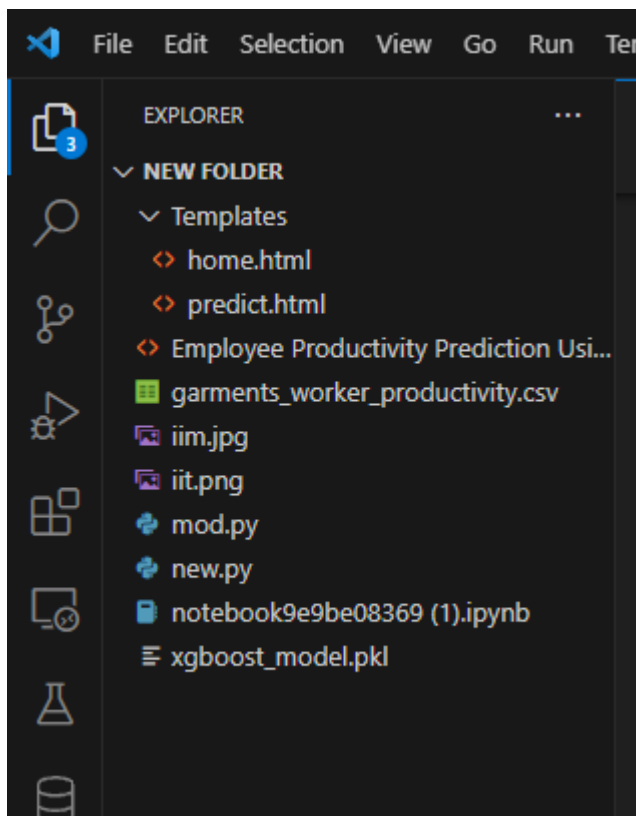 File Edit Selection View Go Run Ter
EXPLORER ...
3
NEW FOLDER
Templates
home.html
predict.html
Employee Productivity Prediction Usi...
garments_worker_productivity.csv
iim.jpg
iit.png
mod.py
new.py
notebook9e9be08369 (1).ipynb
xgboost_model.pkl